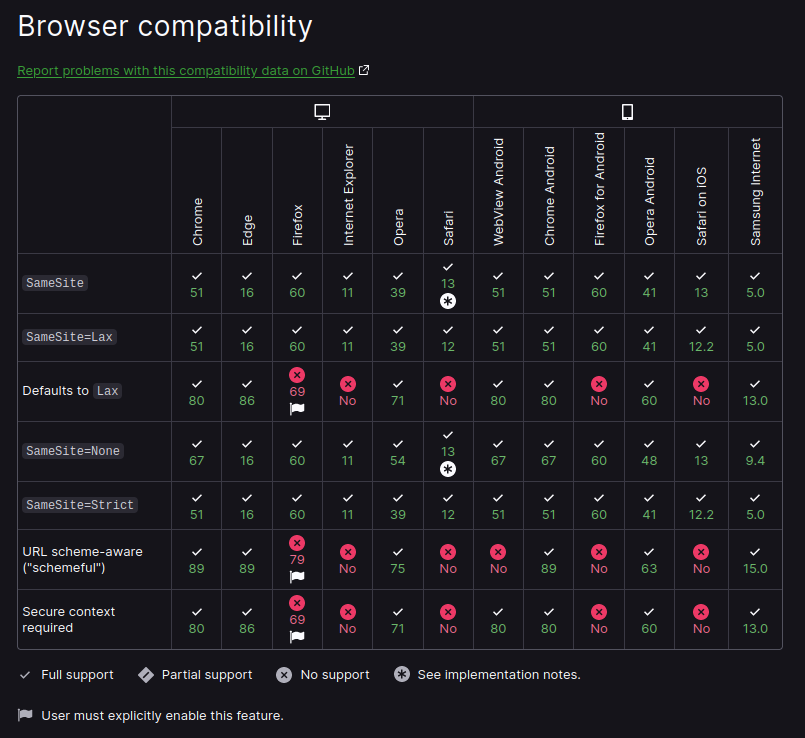 Browser compatibility
Report problems with this compatibility data on GitHub
Chrome Edge Firefox Internet Explorer Opera Safari WebView Android Chrome Android Firefox for Android Opera Android Safari on iOS Samsung Internet
SameSite 51 16 60 11 39 13 51 51 60 41 13 5.0
SameSite=Lax 51 16 60 11 39 12 51 51 60 41 12.2 5.0
Defaults to Lax 80 86 69 No 71 No 80 80 No 60 No 13.0
SameSite=None 67 16 60 11 54 13 67 67 60 48 13 9.4
SameSite=Strict 51 16 60 11 39 12 51 51 60 41 12.2 5.0
URL scheme-aware
("schemeful") 89 89 79 No 75 No No 89 No 63 No 15.0
Secure context
required 80 86 69 No 71 No 80 80 No 60 No 13.0
Full support Partial support No support See implementation notes.
User must explicitly enable this feature.